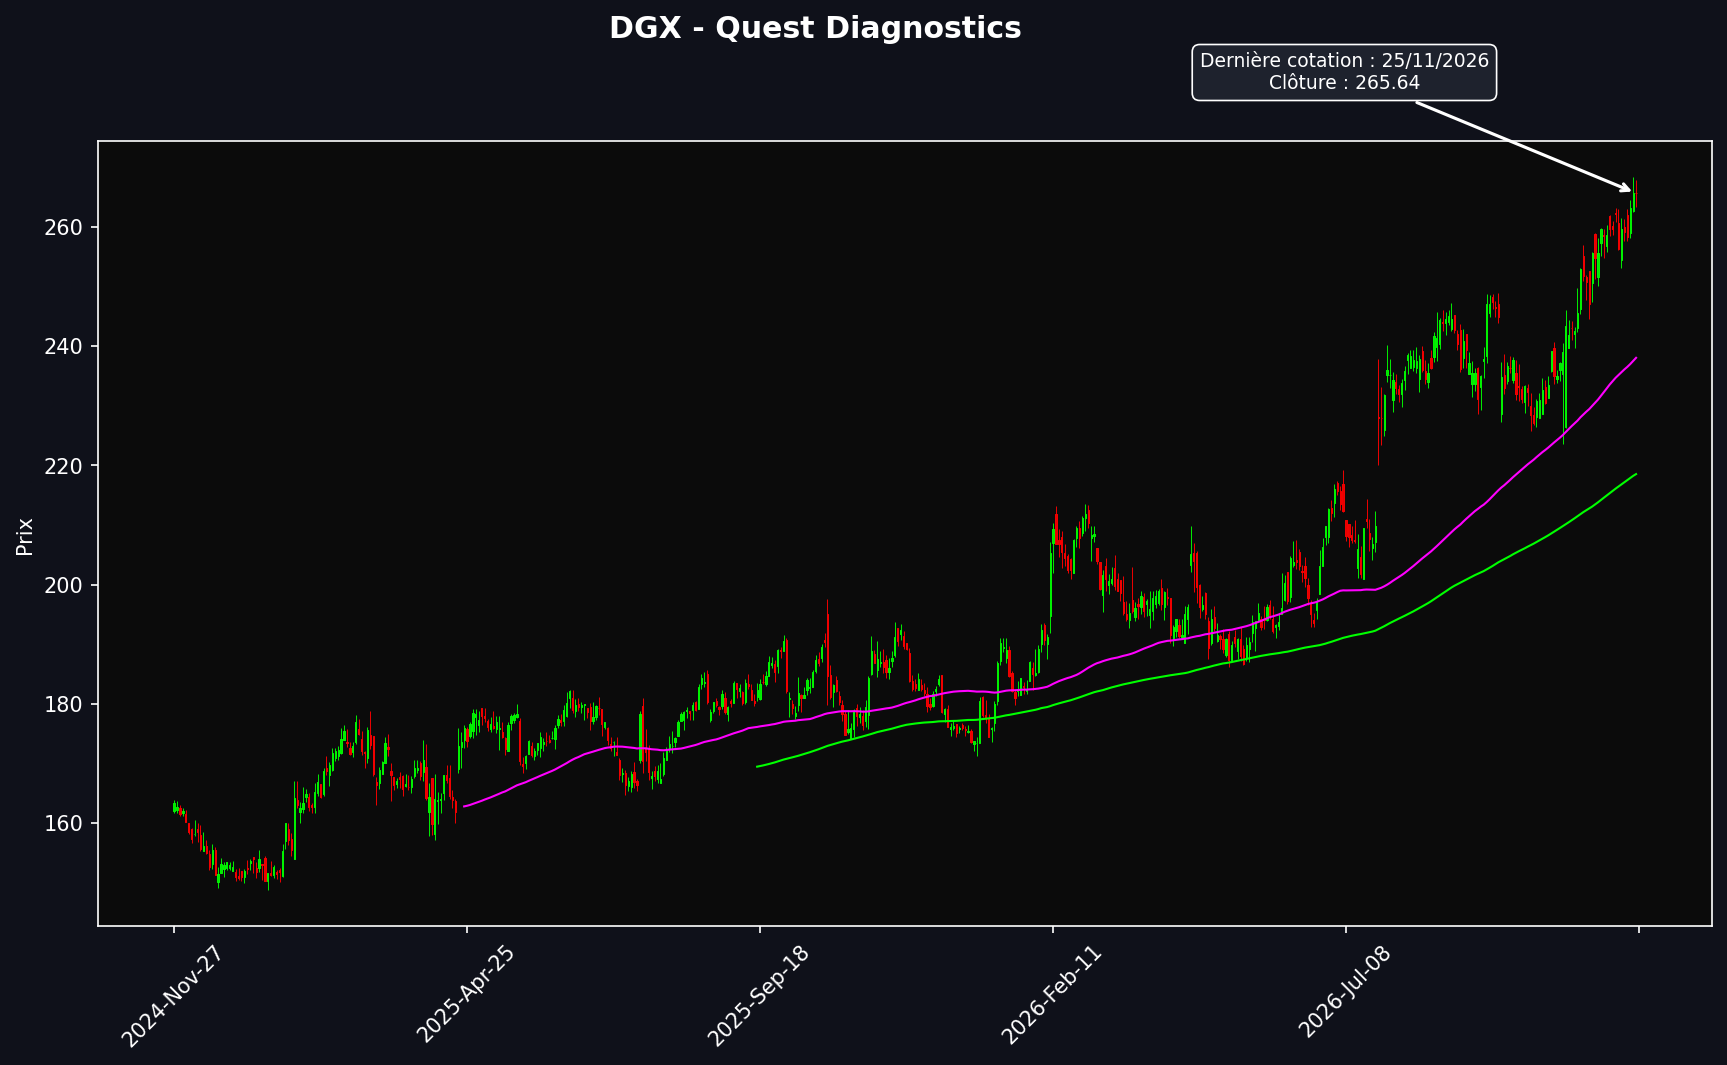 DGX - Quest Diagnostics
Dernière cotation : 25/11/2026
Clôture : 265.64
Prix
260
240
220
200
180
160
2024-Nov-27
2025-Apr-25
2025-Sep-18
2026-Feb-11
2026-Jul-08